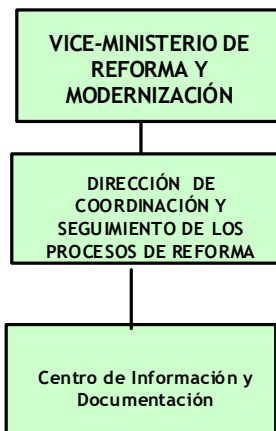 VICE-MINISTERIO DE
REFORMA Y
MODERNIZACIÓN
DIRECCIÓN DE
COORDINACIÓN Y
SEGUIMIENTO DE LOS
PROCESOS DE REFORMA
Centro de Información y
Documentación